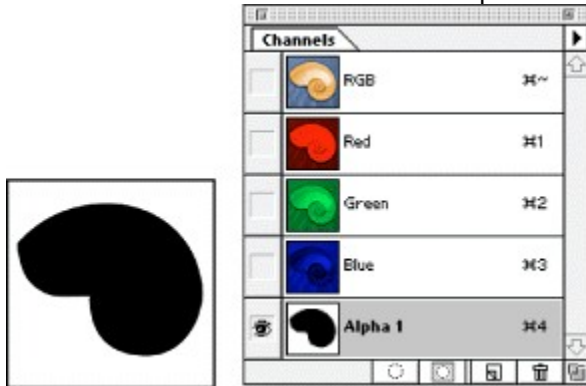 Channels
RGB ⌘~
Red ⌘1
Green ⌘2
Blue ⌘3
Alpha 1 ⌘4